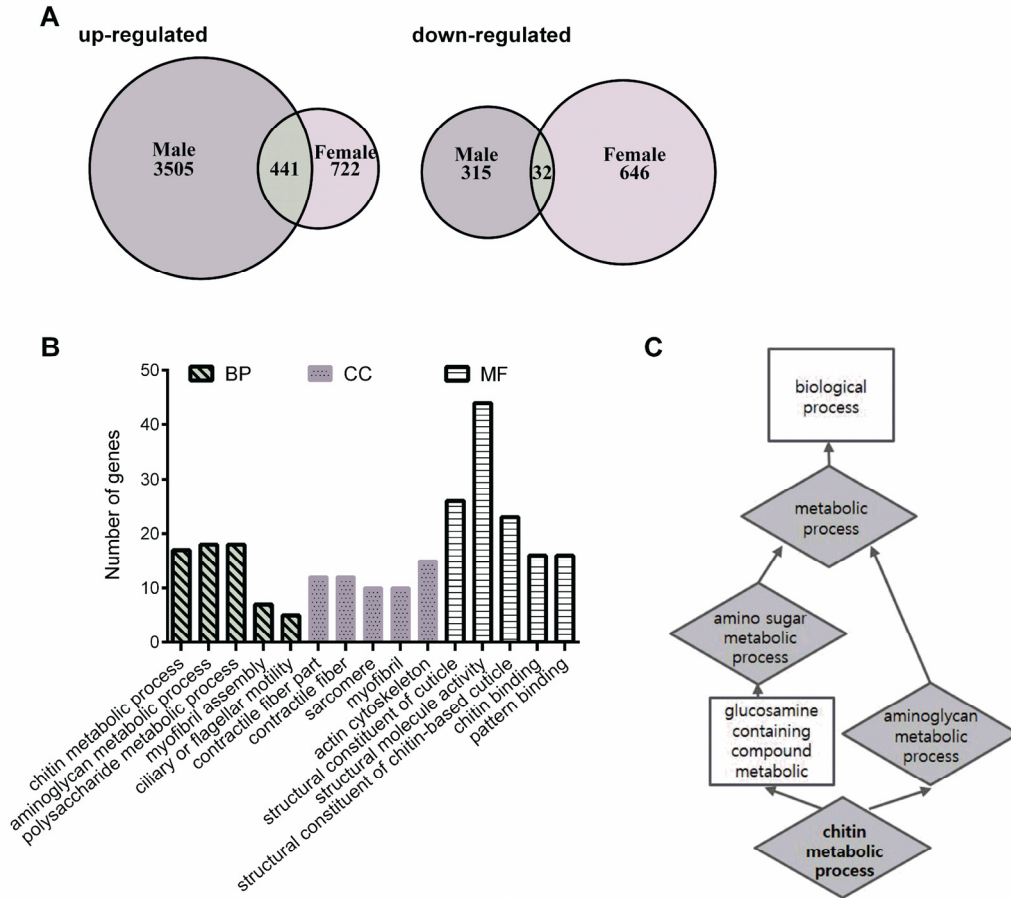 A
up-regulated
down-regulated
Male
3505
441
Female
722
Male
315
32
Female
646
B
Number of genes
50
40
30
20
10
0
BP
CC
MF
chitin metabolic process
aminoglycan metabolic process
polysaccharide metabolic process
myofibril assembly
ciliary or flagellar motility
contractile fiber part
contractile fiber
sarcomere
myofibril
actin cytoskeleton
structural constituent of cuticle
structural molecule activity
structural constituent of chitin-based cuticle
chitin binding
pattern binding
C
biological
process
metabolic
process
amino sugar
metabolic
process
glucosamine
containing
compound
metabolic
aminoglycan
metabolic
process
chitin
metabolic
process